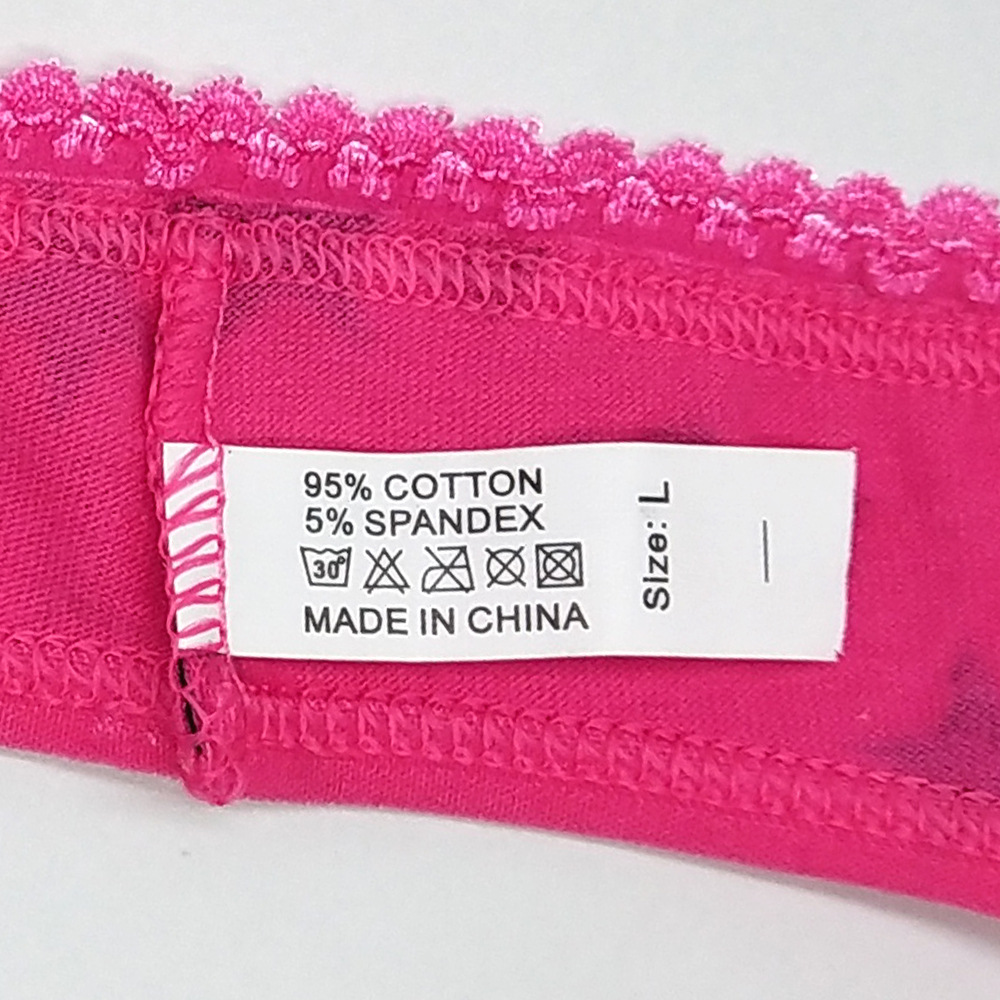 95% COTTON
5% SPANDEX
30°
MADE IN CHINA
Size: L